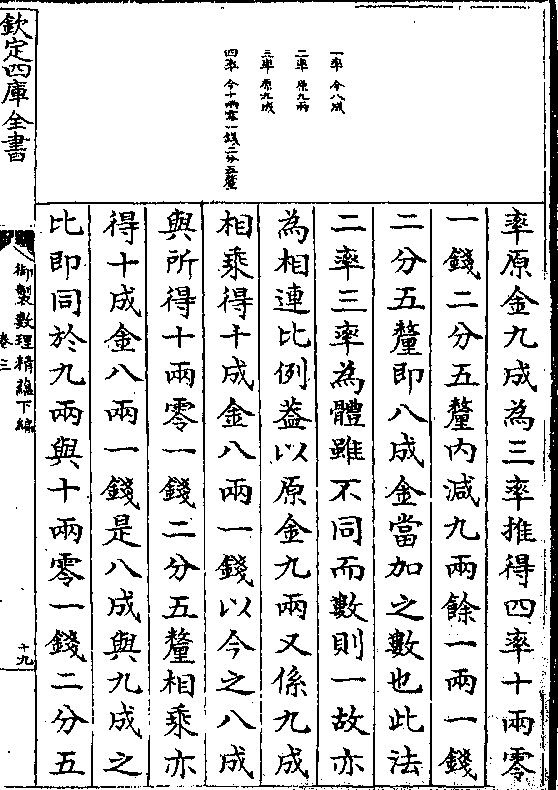 一率 今八成
二率 原九兩
三率 原九成
四率 今十兩零一錢二分五釐
率原金九成為三率推得四率十兩零
一錢二分五釐内減九兩餘一兩一錢
二分五釐即八成金當加之數也此法
二率三率為體雖不同而數則一故亦
為相連比例葢以原金九兩又係九成
相乘得十成金八兩一錢以今之八成
與所得十兩零一錢二分五釐相乘亦
得十成金八兩一錢是八成與九成之
比即同於九兩與十兩零一錢二分五
欽定四庫全書
御製數理精蘊下編
卷三
十九